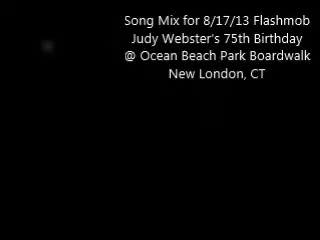 Song Mix for 8/17/13 Flashmob
Judy Webster's 75th Birthday
@ Ocean Beach Park Boardwalk
New London, CT